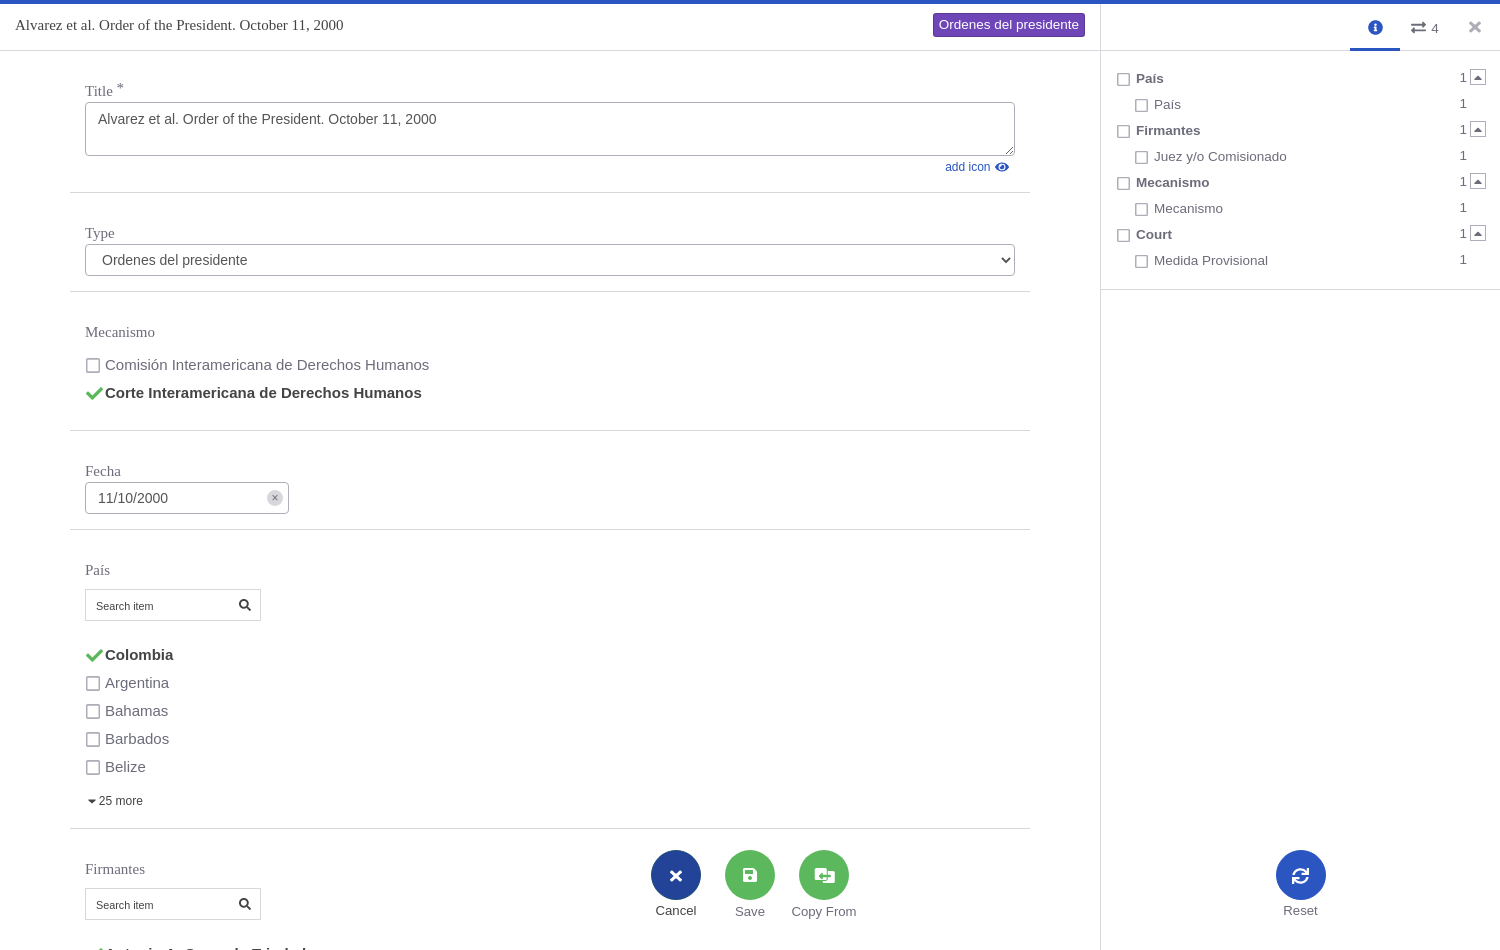 Alvarez et al. Order of the President. October 11, 2000
Ordenes del presidente
4
Title *
Alvarez et al. Order of the President. October 11, 2000
add icon
Type
Ordenes del presidente
Mecanismo
Comisión Interamericana de Derechos Humanos
Corte Interamericana de Derechos Humanos
Fecha
11/10/2000
País
Search item
Colombia
Argentina
Bahamas
Barbados
Belize
25 more
Firmantes
Search item
Cancel
Save
Copy From
País 1
País 1
Firmantes 1
Juez y/o Comisionado 1
Mecanismo 1
Mecanismo 1
Court 1
Medida Provisional 1
Reset